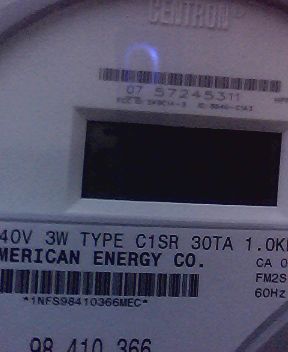 CENTRON
07 57245311
40V 3W TYPE C1SR 30TA 1.0K
MERICAN ENERGY CO.
CA 0
*1NFS98410366MEC*
FM2S
60Hz
98 410 366